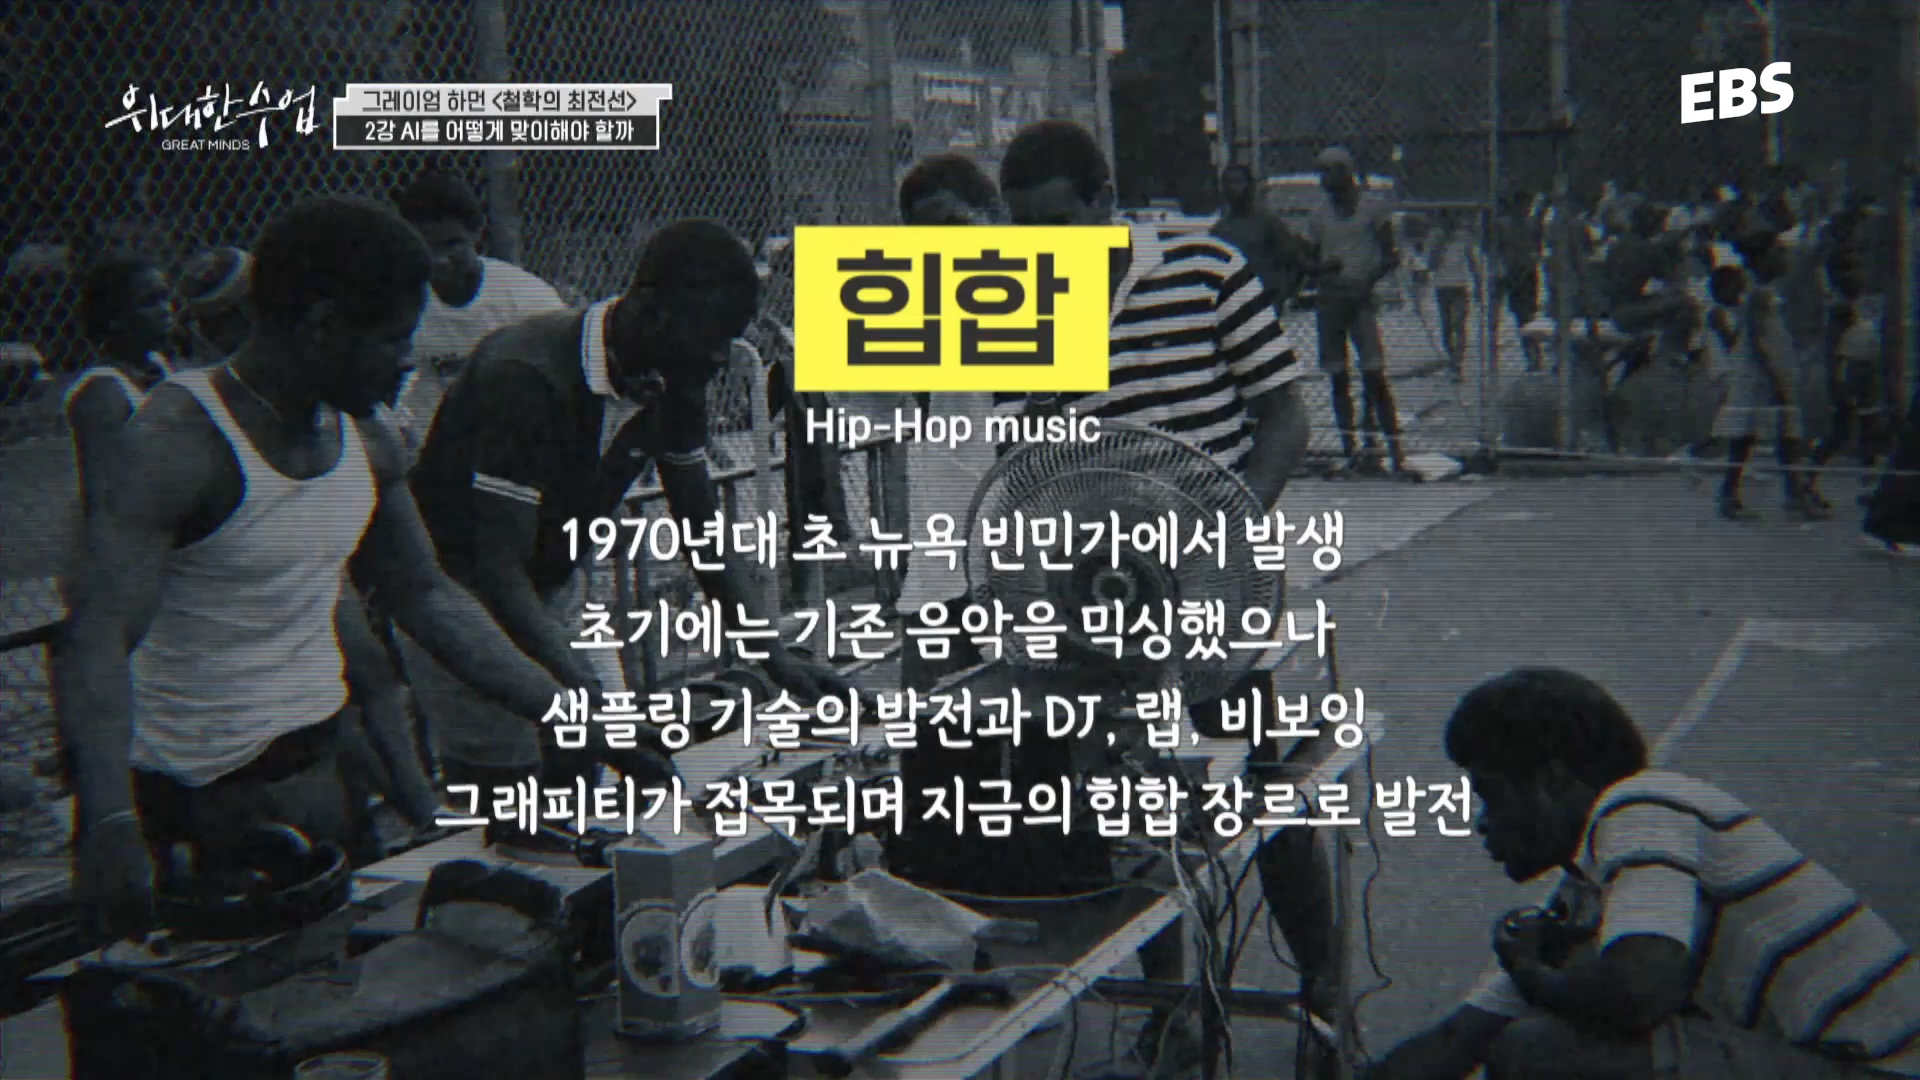 위대한 수업
GREAT MINDS
그레이엄 하먼 <철학의 최전선>
2강 AI를 어떻게 맞이해야 할까
EBS
힙합
Hip-Hop music
1970년대 초 뉴욕 빈민가에서 발생
초기에는 기존 음악을 믹싱했으나
샘플링 기술의 발전과 DJ, 랩, 비보잉
그래피티가 접목되며 지금의 힙합 장르로 발전